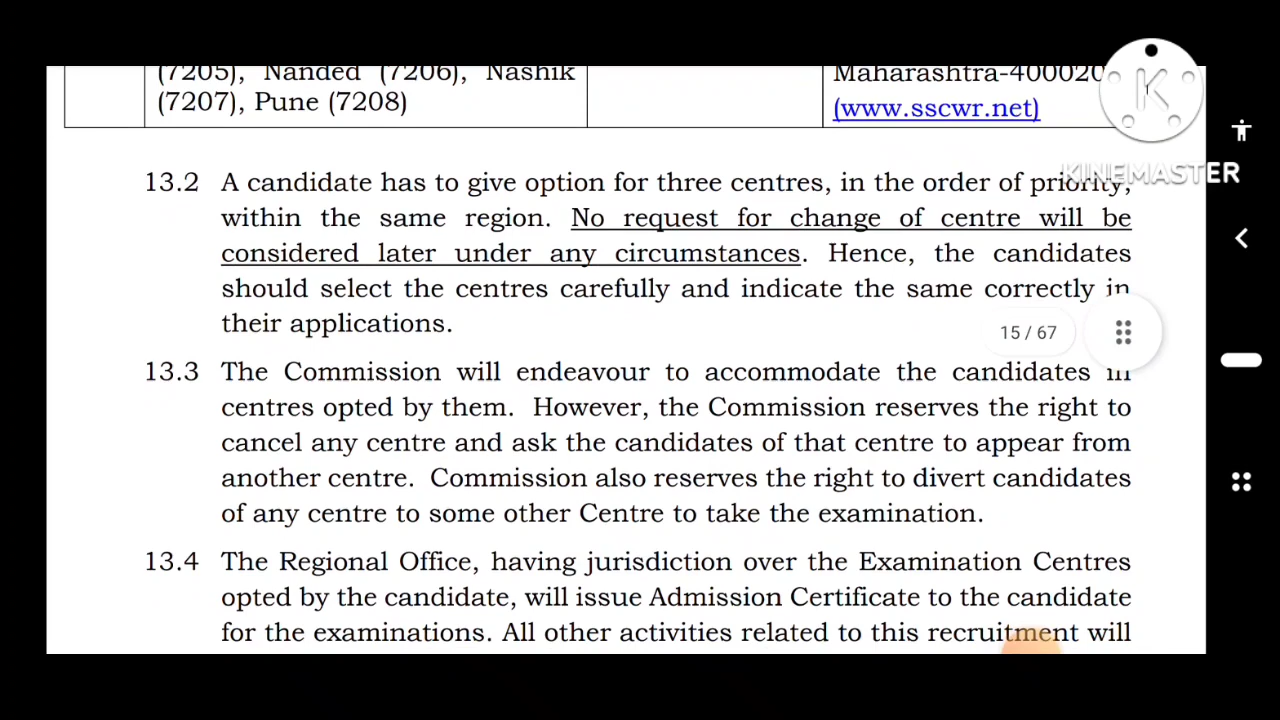 (7205), Nanded (7206), Nashik
(7207), Pune (7208)
Maharashtra-400020
(www.sscwr.net)
KINEMASTER
13.2 A candidate has to give option for three centres, in the order of priority,
within the same region. No request for change of centre will be
considered later under any circumstances. Hence, the candidates
should select the centres carefully and indicate the same correctly in
their applications.
15 / 67
13.3 The Commission will endeavour to accommodate the candidates in
centres opted by them. However, the Commission reserves the right to
cancel any centre and ask the candidates of that centre to appear from
another centre. Commission also reserves the right to divert candidates
of any centre to some other Centre to take the examination.
13.4 The Regional Office, having jurisdiction over the Examination Centres
opted by the candidate, will issue Admission Certificate to the candidate
for the examinations. All other activities related to this recruitment will